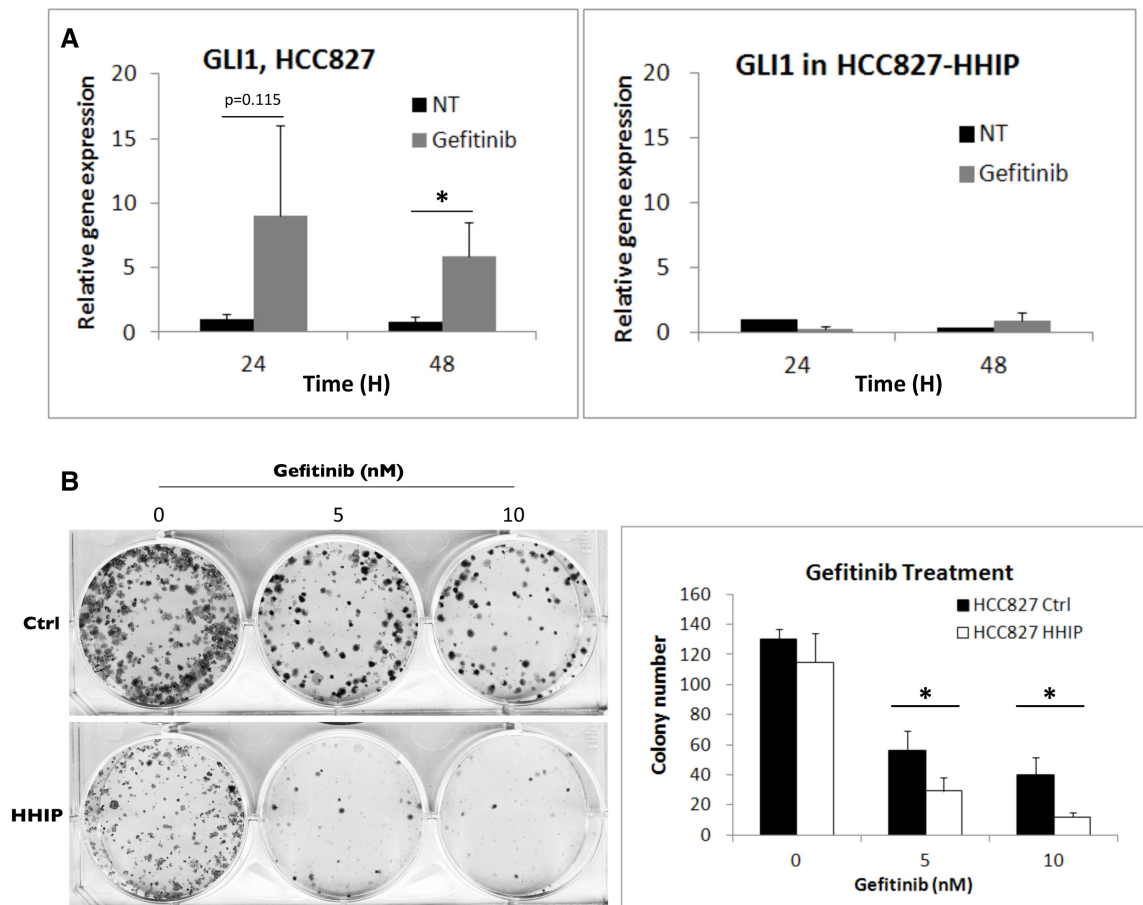 A
GLI1, HCC827
20
15
10
5
0
Relative gene expression
p=0.115
*
NT
Gefitinib
24
48
Time (H)
GLI1 in HCC827-HHIP
20
15
10
5
0
Relative gene expression
NT
Gefitinib
24
48
Time (H)
B
Gefitinib (nM)
0
5
10
Ctrl
HHIP
Gefitinib Treatment
160
140
120
100
80
60
40
20
0
Colony number
HCC827 Ctrl
HCC827 HHIP
*
*
0
5
10
Gefitinib (nM)